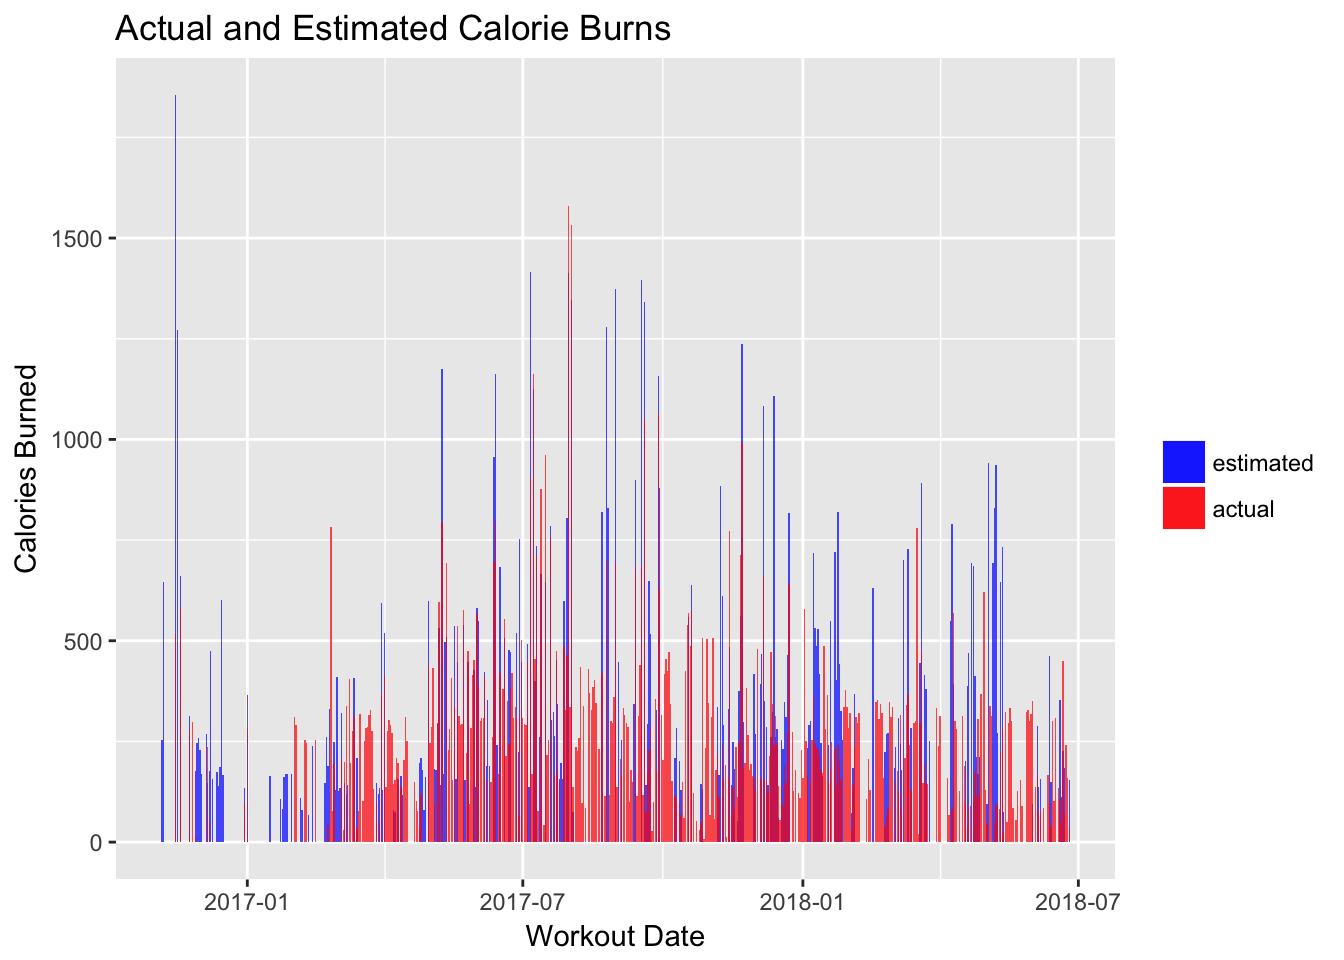 Actual and Estimated Calorie Burns
Calories Burned
1500
1000
500
0
2017-01
2017-07
2018-01
2018-07
Workout Date
estimated
actual